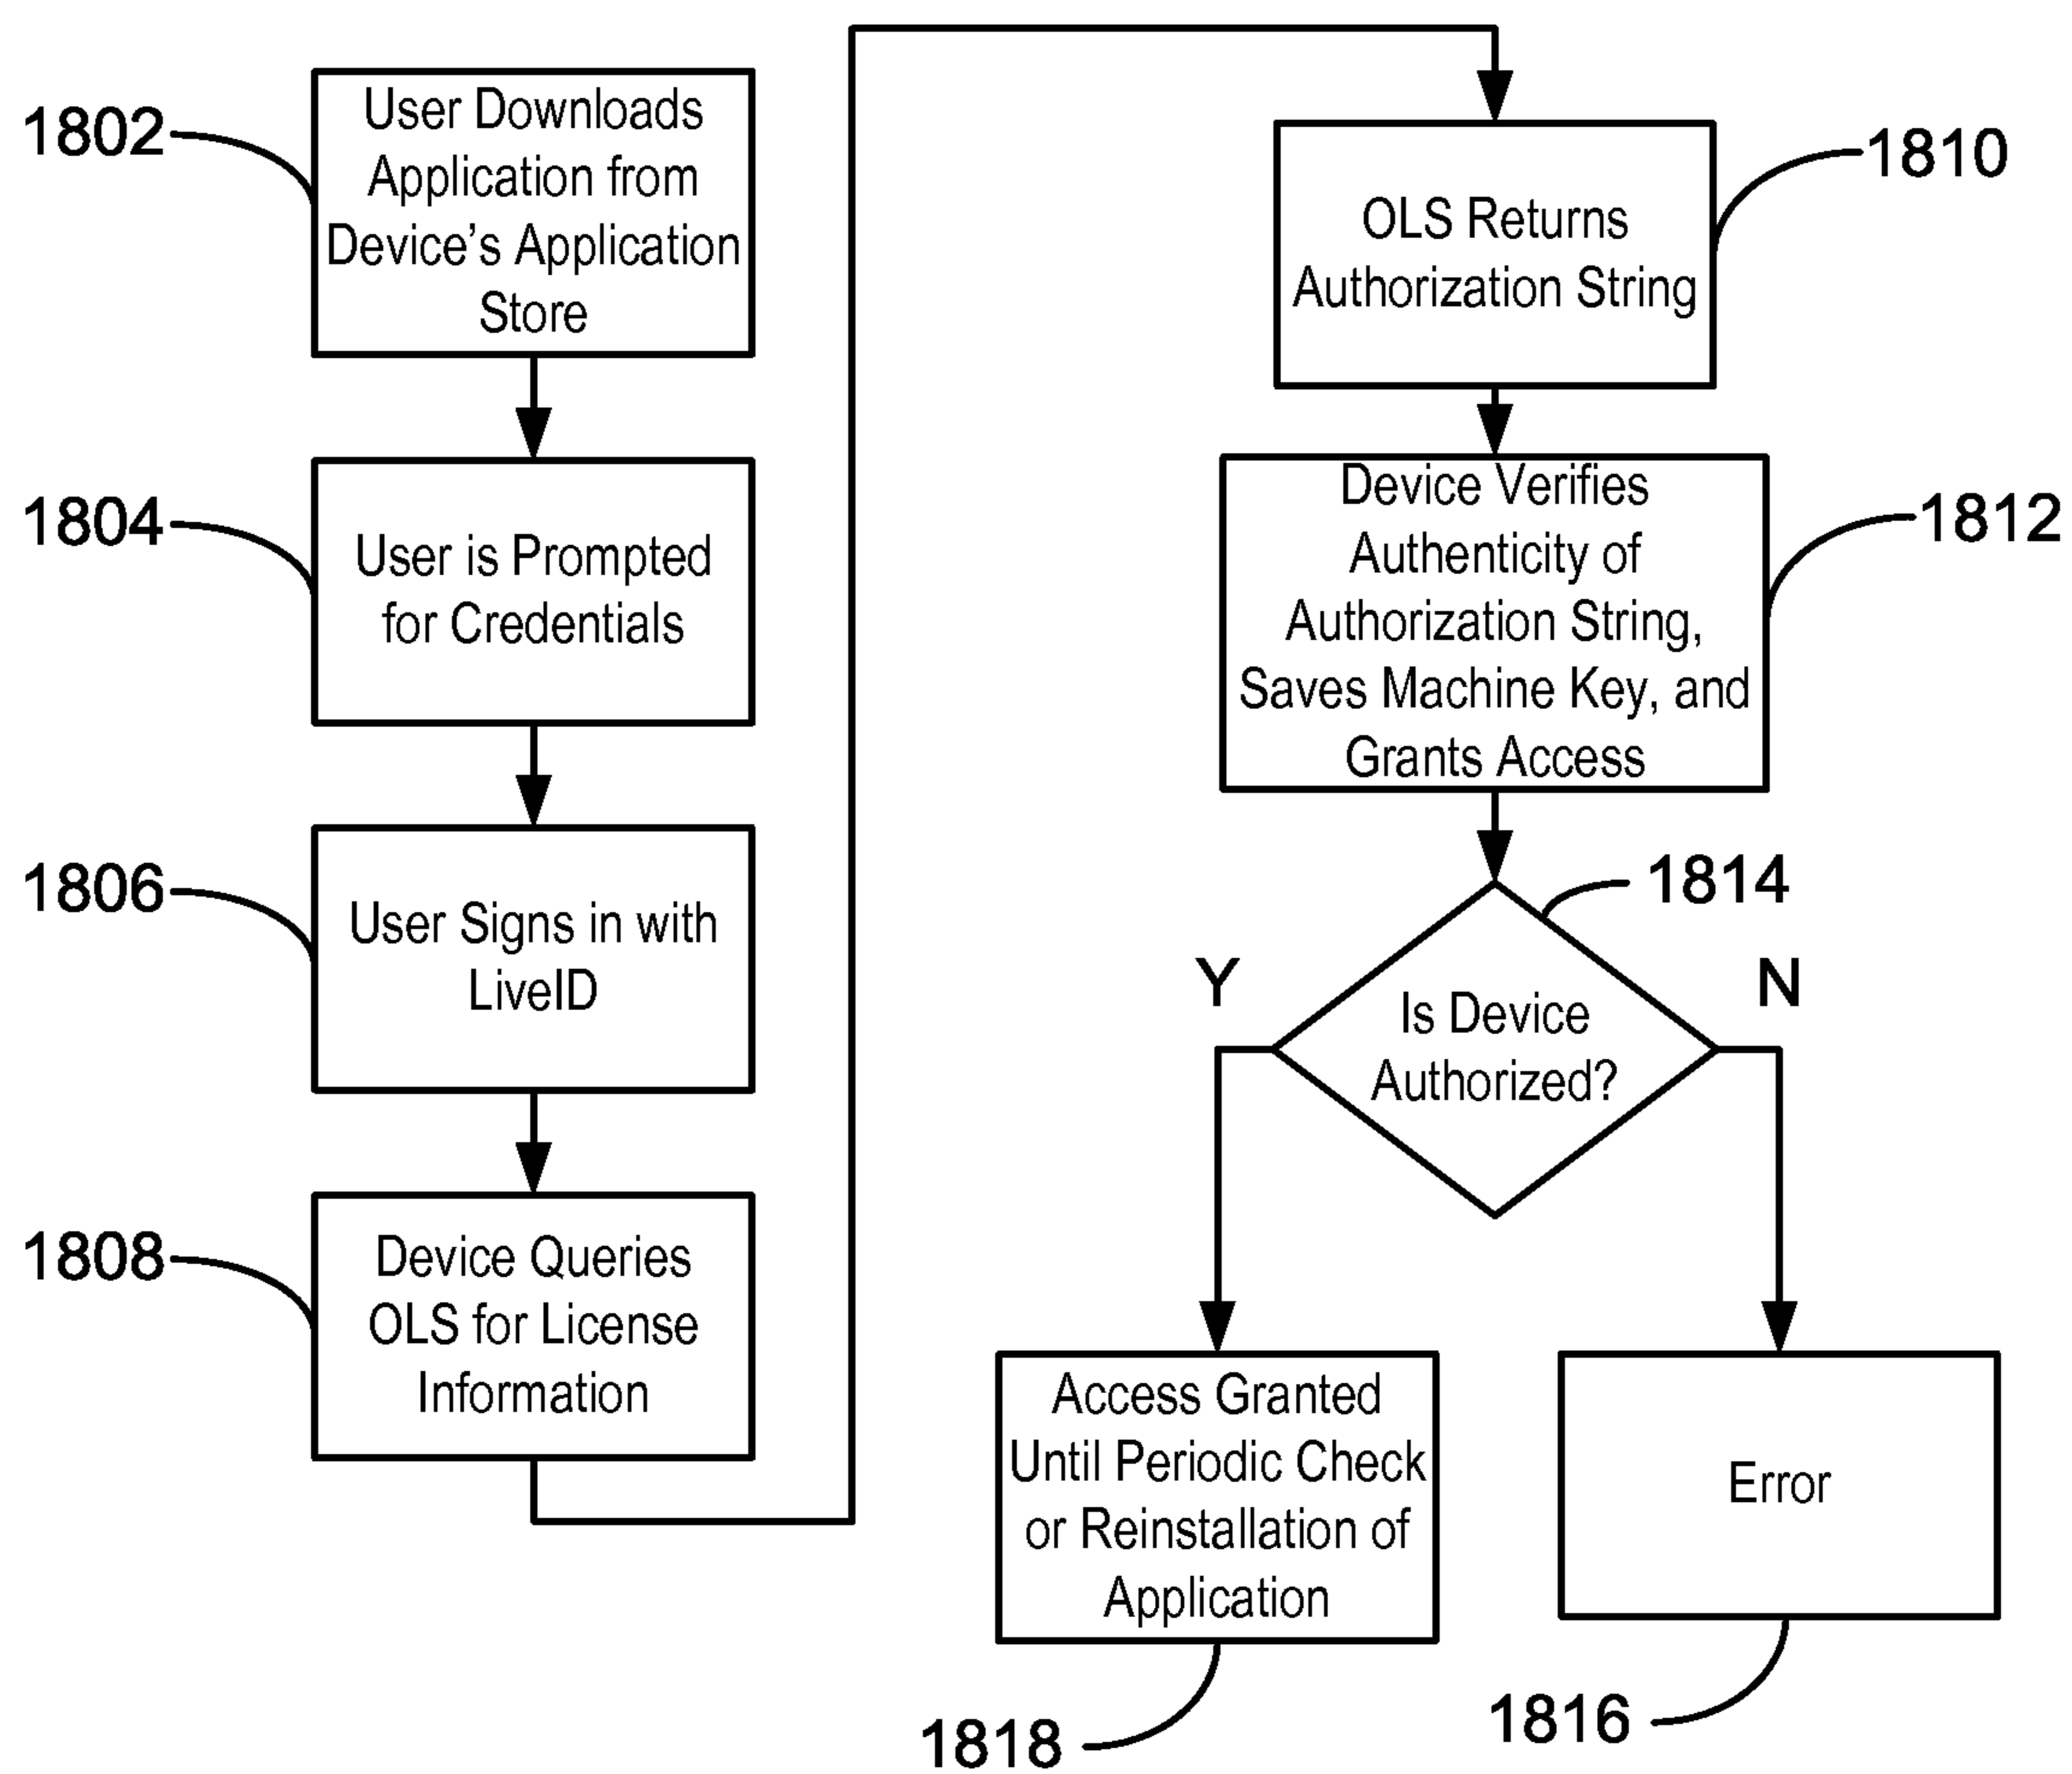 1802
User Downloads
Application from
Device's Application
Store
1804
User is Prompted
for Credentials
1806
User Signs in with
LiveID
1808
Device Queries
OLS for License
Information
1810
OLS Returns
Authorization String
1812
Device Verifies
Authenticity of
Authorization String,
Saves Machine Key, and
Grants Access
1814
Y
N
Is Device
Authorized?
Access Granted
Until Periodic Check
or Reinstallation of
Application
1818
Error
1816